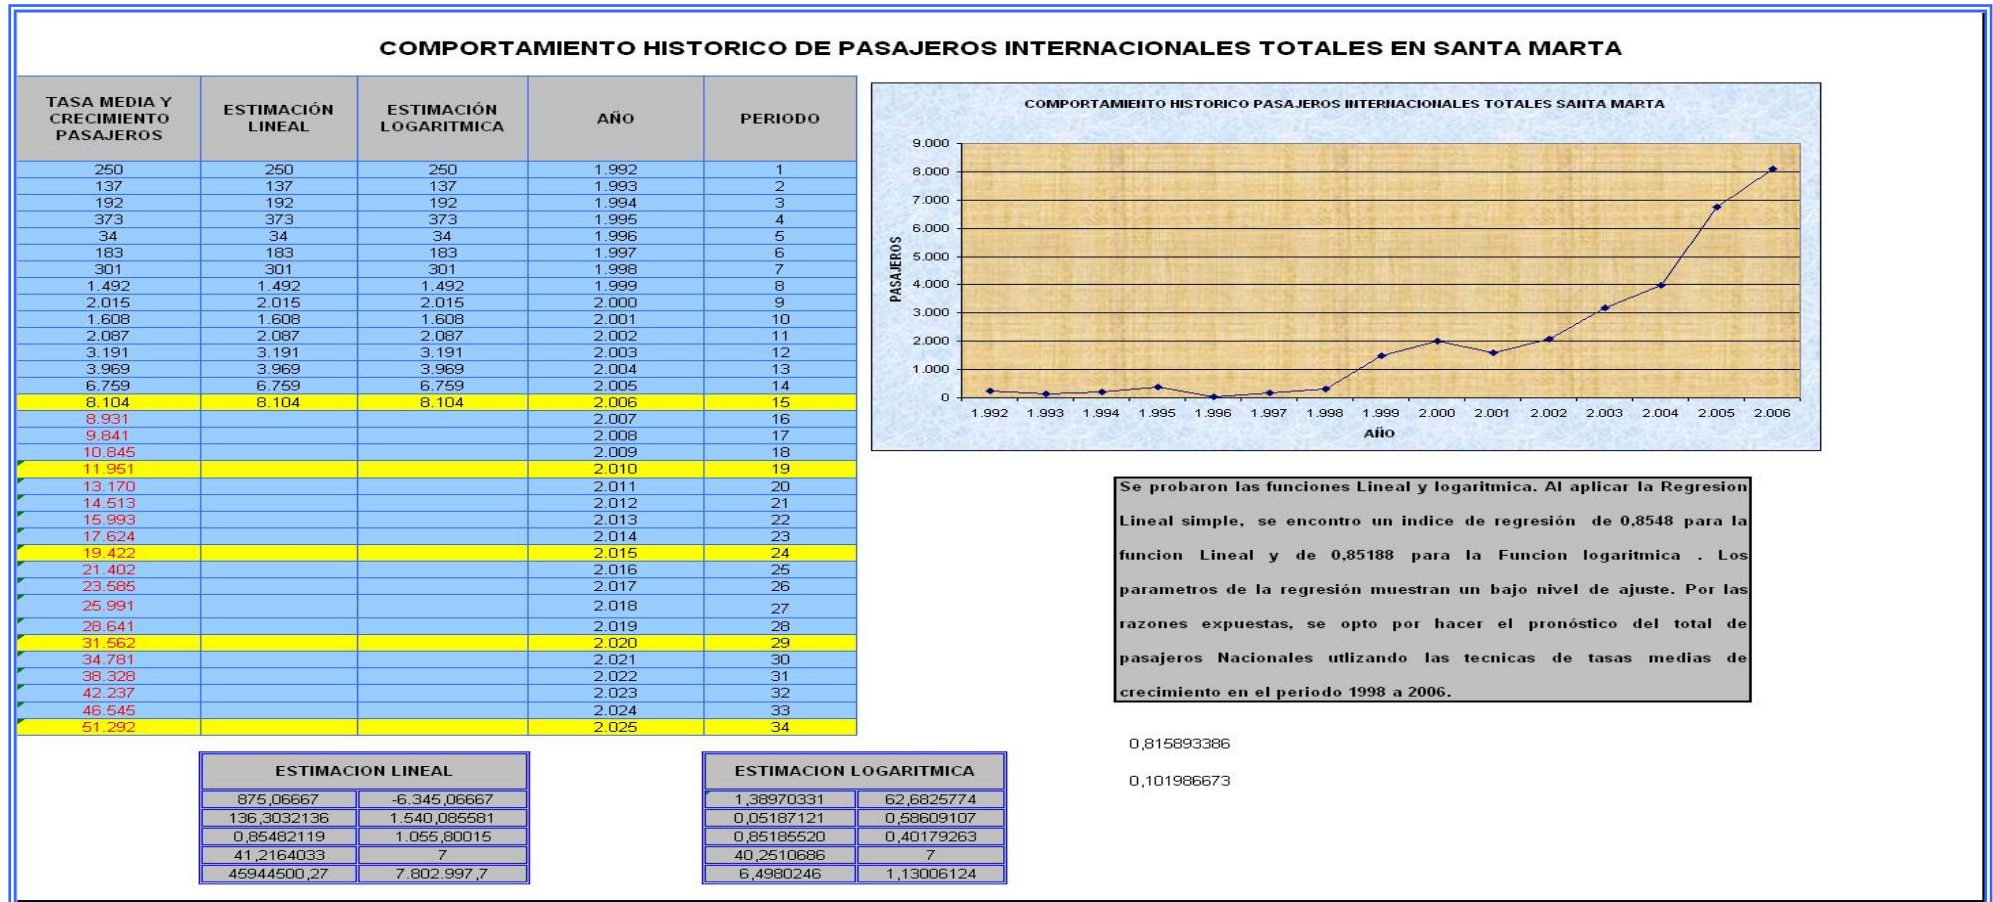 COMPORTAMIENTO HISTORICO DE PASAJEROS INTERNACIONALES TOTALES EN SANTA MARTA
TASA MEDIA Y CRECIMIENTO PASAJEROS ESTIMACIÓN LINEAL ESTIMACIÓN LOGARITMICA AÑO PERIODO
250 250 250 1.992 1
137 137 137 1.993 2
192 192 192 1.994 3
373 373 373 1.995 4
34 34 34 1.996 5
183 183 183 1.997 6
301 301 301 1.998 7
1.492 1.492 1.492 1.999 8
2.015 2.015 2.015 2.000 9
1.608 1.608 1.608 2.001 10
2.087 2.087 2.087 2.002 11
3.191 3.191 3.191 2.003 12
3.969 3.969 3.969 2.004 13
6.759 6.759 6.759 2.005 14
8.104 8.104 8.104 2.006 15
8.931 2.007 16
9.841 2.008 17
10.845 2.009 18
11.951 2.010 19
13.170 2.011 20
14.513 2.012 21
15.993 2.013 22
17.624 2.014 23
19.422 2.015 24
21.402 2.016 25
23.585 2.017 26
25.991 2.018 27
28.641 2.019 28
31.562 2.020 29
34.781 2.021 30
38.328 2.022 31
42.237 2.023 32
46.545 2.024 33
51.292 2.025 34
COMPORTAMIENTO HISTORICO PASAJEROS INTERNACIONALES TOTALES SANTA MARTA
PASAJEROS
9.000
8.000
7.000
6.000
5.000
4.000
3.000
2.000
1.000
0
1.992 1.993 1.994 1.995 1.996 1.997 1.998 1.999 2.000 2.001 2.002 2.003 2.004 2.005 2.006
AÑO
Se probaron las funciones Lineal y logaritmica. Al aplicar la Regresion
Lineal simple, se encontro un indice de regresión de 0,8548 para la
funcion Lineal y de 0,85188 para la Funcion logaritmica . Los
parametros de la regresión muestran un bajo nivel de ajuste. Por las
razones expuestas, se opto por hacer el pronóstico del total de
pasajeros Nacionales utlizando las tecnicas de tasas medias de
crecimiento en el periodo 1998 a 2006.
0,815893386
0,101986673
ESTIMACION LINEAL
875,06667 -6.345,06667
136,3032136 1.540,085581
0,85482119 1.055,80015
41,2164033 7
45944500,27 7.802.997,7
ESTIMACION LOGARITMICA
1,38970331 62,6825774
0,05187121 0,58609107
0,85185520 0,40179263
40,2510686 7
6,4980246 1,13006124